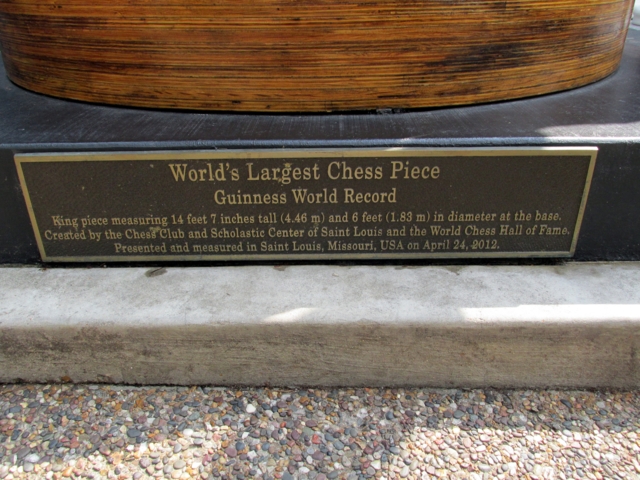 World's Largest Chess Piece
Guinness World Record
King piece measuring 14 feet 7 inches tall (4.46 m) and 6 feet (1.83 m) in diameter at the base.
Created by the Chess Club and Scholastic Center of Saint Louis and the World Chess Hall of Fame.
Presented and measured in Saint Louis, Missouri, USA on April 24, 2012.